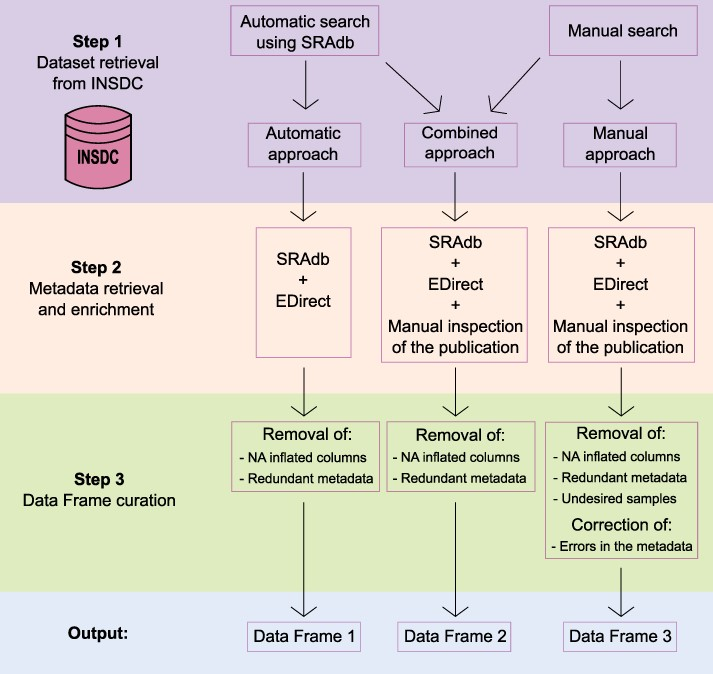 Step 1
Dataset retrieval
from INSDC
INSDC
Automatic search
using SRAdb
Manual search
Automatic
approach
Combined
approach
Manual
approach
Step 2
Metadata retrieval
and enrichment
SRAdb
+
EDirect
SRAdb
+
EDirect
+
Manual inspection
of the publication
SRAdb
+
EDirect
+
Manual inspection
of the publication
Step 3
Data Frame curation
Removal of:
- NA inflated columns
- Redundant metadata
Removal of:
- NA inflated columns
- Redundant metadata
Removal of:
- NA inflated columns
- Redundant metadata
- Undesired samples
Correction of:
- Errors in the metadata
Output:
Data Frame 1
Data Frame 2
Data Frame 3